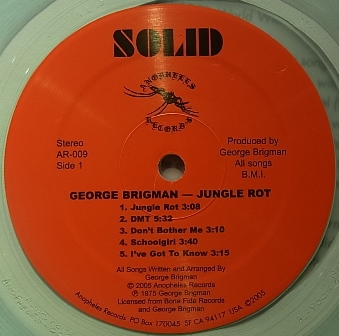 SOLID
ANOPHELES
RECORDS
Stereo
AR-009
Side 1
Produced by
George Brigman
All songs
B.M.I.
GEORGE BRIGMAN — JUNGLE ROT
1. Jungle Rot 3:08
2. DMT 5:32
3. Don't Bother Me 3:10
4. Schoolgirl 3:40
5. I've Got To Know 3:15
All Songs Written and Arranged By
George Brigman
© 2005 Anopheles Records
℗ 1975 George Brigman
Licensed from Bona Fide Records
and George Brigman
Anopheles Records PO Box 170045 SF CA 94117 USA ©2005